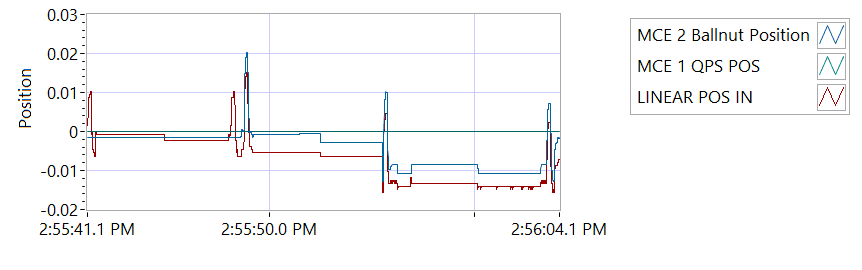 0.03
0.02
0.01
0
-0.01
-0.02
Position
2:55:41.1 PM
2:55:50.0 PM
2:56:04.1 PM
MCE 2 Ballnut Position
MCE 1 QPS POS
LINEAR POS IN